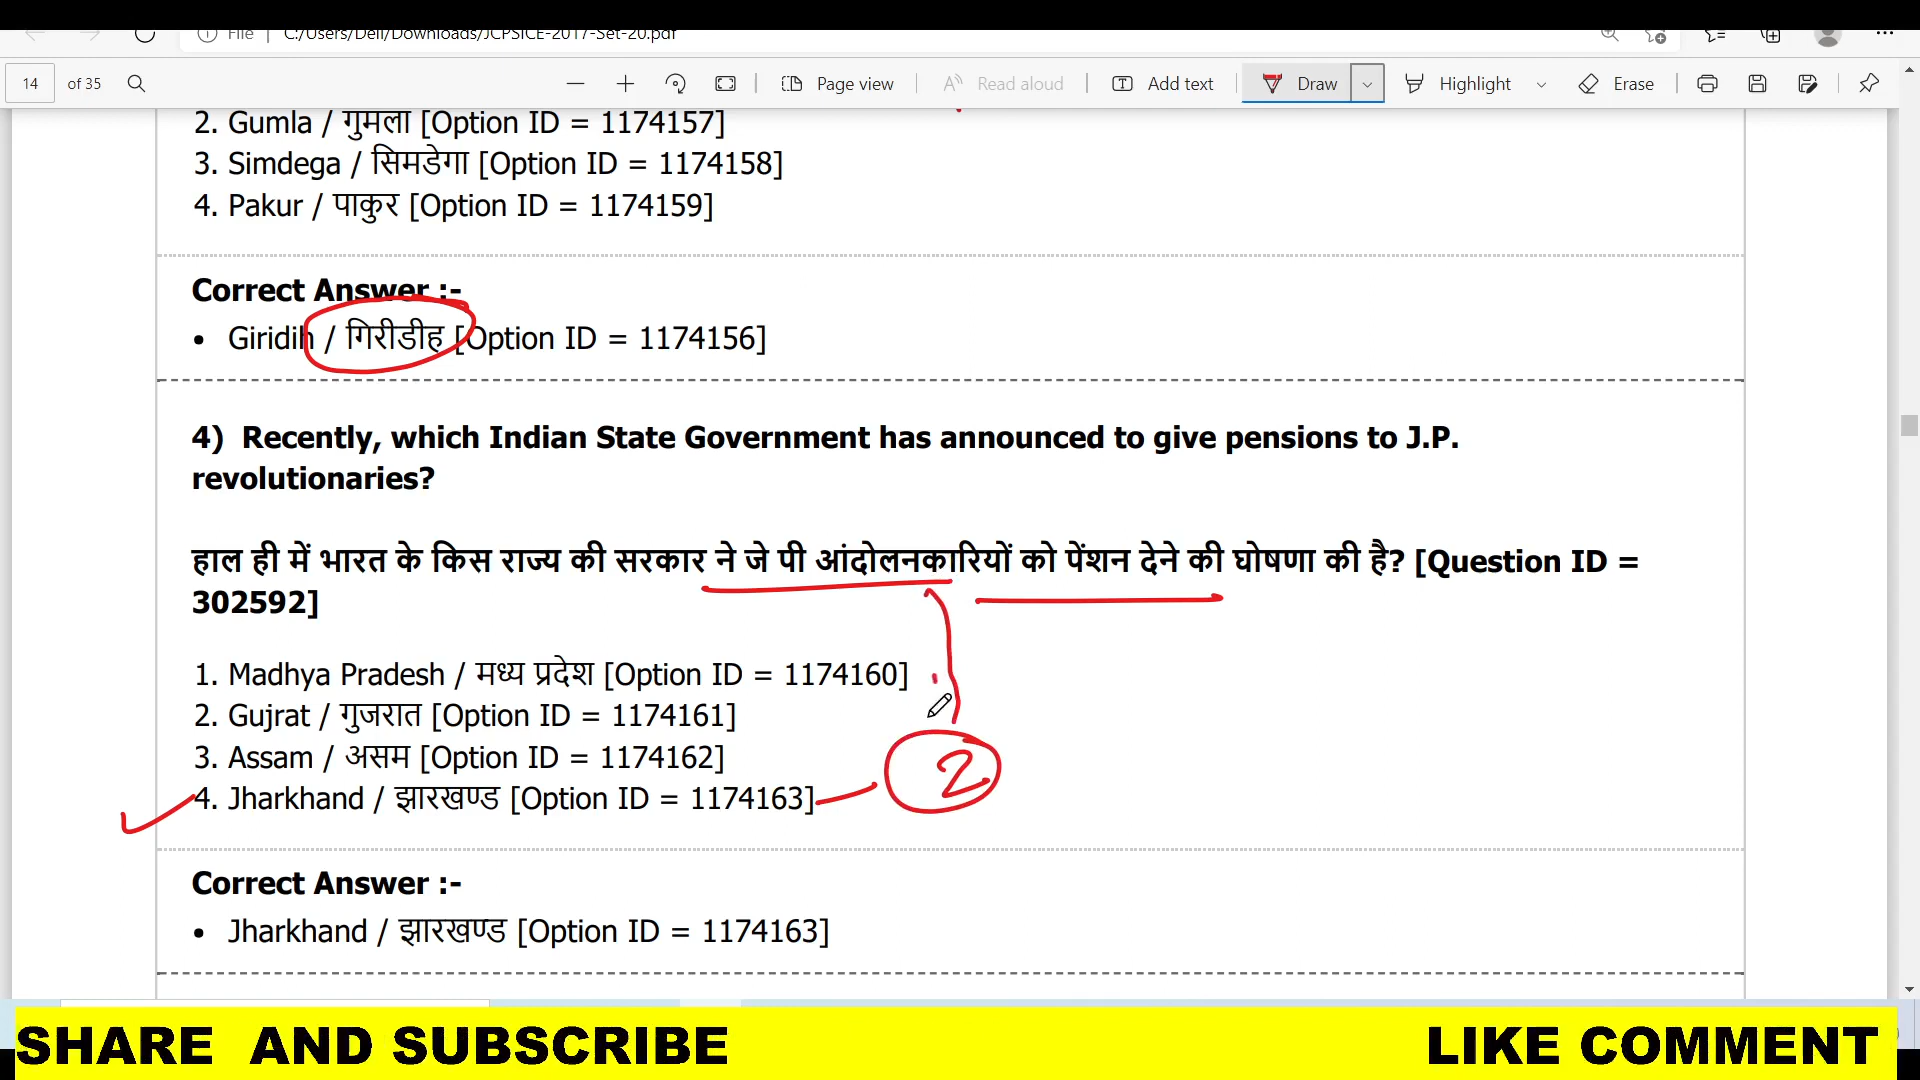 File | C:/Users/Dell/Downloads/JCPSICE-2017-Set-20.pdf
14 of 35 Page view Read aloud Add text Draw Highlight Erase
2. Gumla / गुमला [Option ID = 1174157]
3. Simdega / सिमडेगा [Option ID = 1174158]
4. Pakur / पाकुर [Option ID = 1174159]
Correct Answer :-
• Giridih / गिरीडीह [Option ID = 1174156]
4) Recently, which Indian State Government has announced to give pensions to J.P.
revolutionaries?
हाल ही में भारत के किस राज्य की सरकार ने जे पी आंदोलनकारियों को पेंशन देने की घोषणा की है? [Question ID =
302592]
1. Madhya Pradesh / मध्य प्रदेश [Option ID = 1174160]
2. Gujrat / गुजरात [Option ID = 1174161]
3. Assam / असम [Option ID = 1174162]
4. Jharkhand / झारखण्ड [Option ID = 1174163]
2
Correct Answer :-
• Jharkhand / झारखण्ड [Option ID = 1174163]
SHARE AND SUBSCRIBE LIKE COMMENT